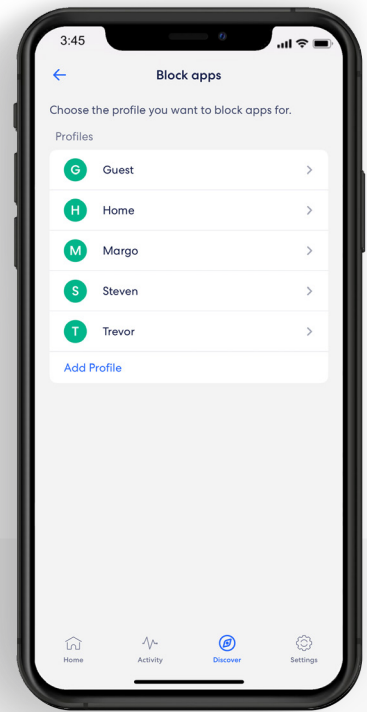 3:45
Block apps
Choose the profile you want to block apps for.
Profiles
G Guest
H Home
M Margo
S Steven
T Trevor
Add Profile
Home Activity Discover Settings